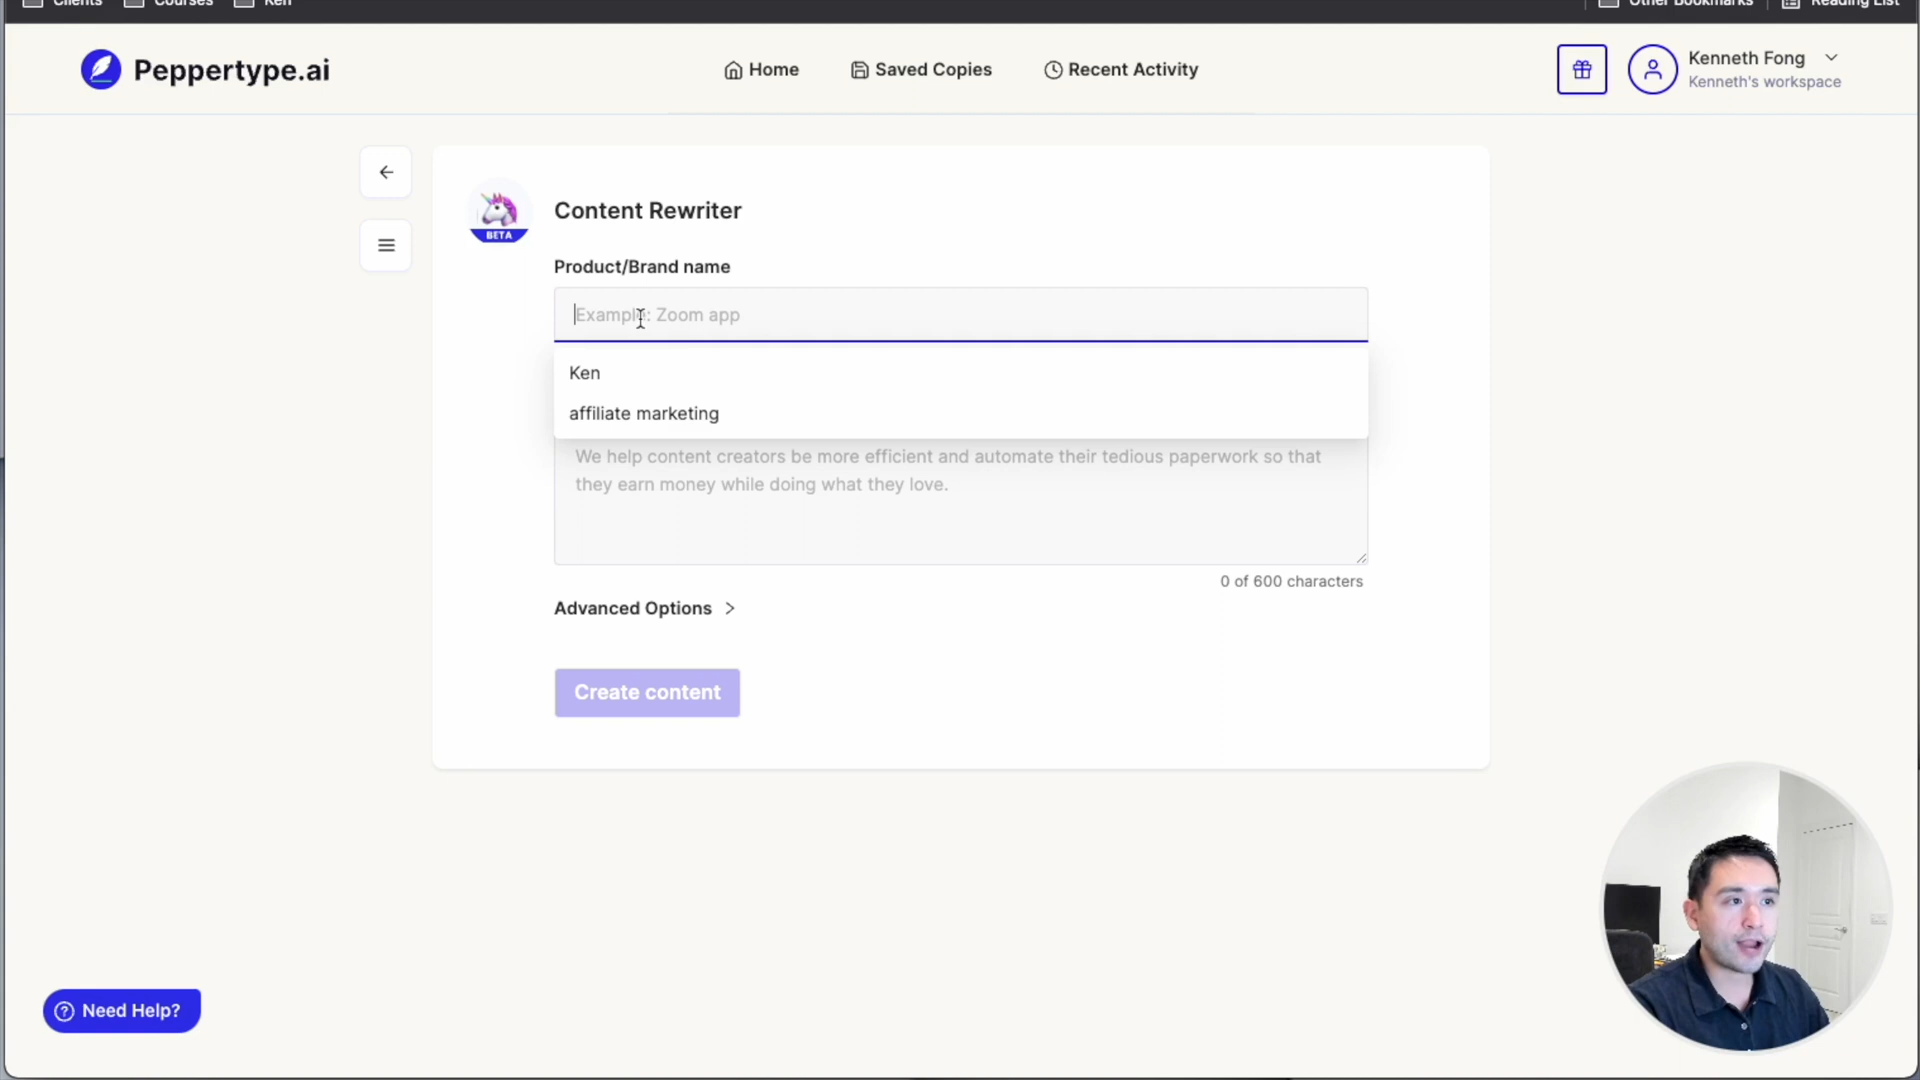 Clients Courses Ken Other Bookmarks Reading List
Peppertype.ai Home Saved Copies Recent Activity Kenneth Fong
Kenneth's workspace
BETA
Content Rewriter
Product/Brand name
Example: Zoom app
Ken
affiliate marketing
We help content creators be more efficient and automate their tedious paperwork so that
they earn money while doing what they love.
0 of 600 characters
Advanced Options
Create content
Need Help?